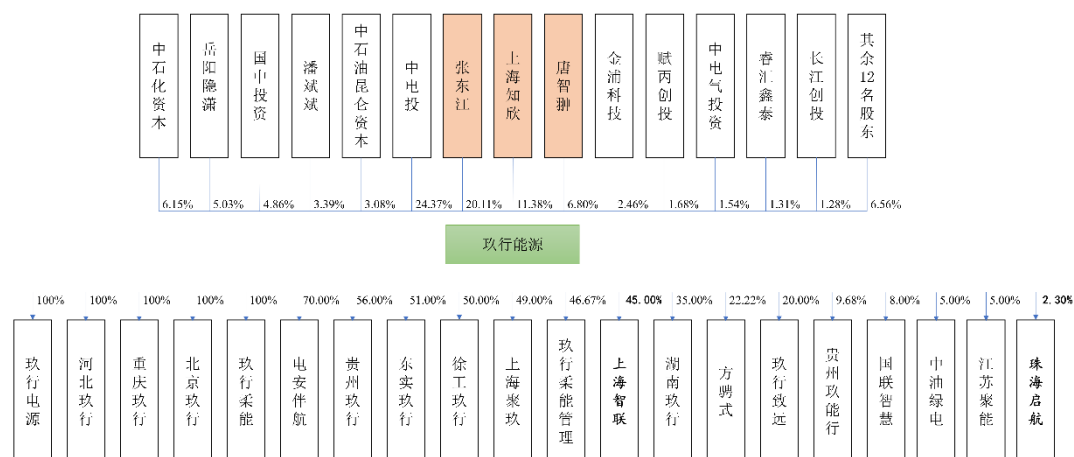 中石化资本
岳阳隐潇
国中投资
潘斌斌
中石油昆仑资本
中电投
张东江
上海知欣
唐智翀
金浦科技
赋丙创投
中电气投资
睿汇鑫泰
长江创投
其余12名股东
6.15% 5.03% 4.86% 3.39% 3.08% 24.37% 20.11% 11.38% 6.80% 2.46% 1.68% 1.54% 1.31% 1.28% 6.56%
玖行能源
100% 100% 100% 100% 100% 70.00% 56.00% 51.00% 50.00% 49.00% 46.67% 45.00% 35.00% 22.22% 20.00% 9.68% 8.00% 5.00% 5.00% 2.30%
玖行电源
河北玖行
重庆玖行
北京玖行
玖行柔能
电安伴航
贵州玖行
东实玖行
徐工玖行
上海聚玖
玖行柔能管理
上海智联
湖南玖行
方骋式
玖行致远
贵州玖能行
国联智慧
中油绿电
江苏聚能
珠海启航